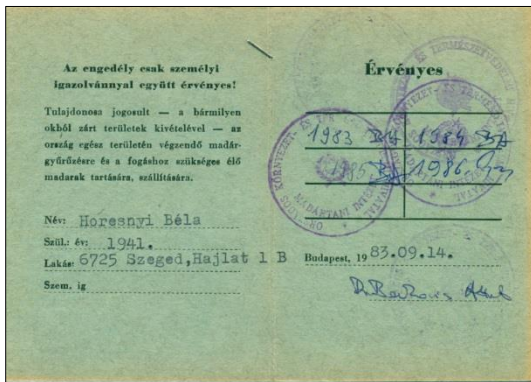 Az engedély csak személyi
igazolvánnyal együtt érvényes!
Tulajdonosa jogosult — a bármilyen
okból zárt területek kivételével — az
ország egész területén végzendő madár-
gyűrűzésre és a fogáshoz szükséges élő
madarak tartására, szállítására.
Név: Horesnyi Béla
Szül.: év: 1941.
Lakás: 6725 Szeged,Hajlat 1 B
Szem. ig
Érvényes
1983 1984
1985 1986
MADÁRTANI INTÉZET
Budapest, 1983.09.14.